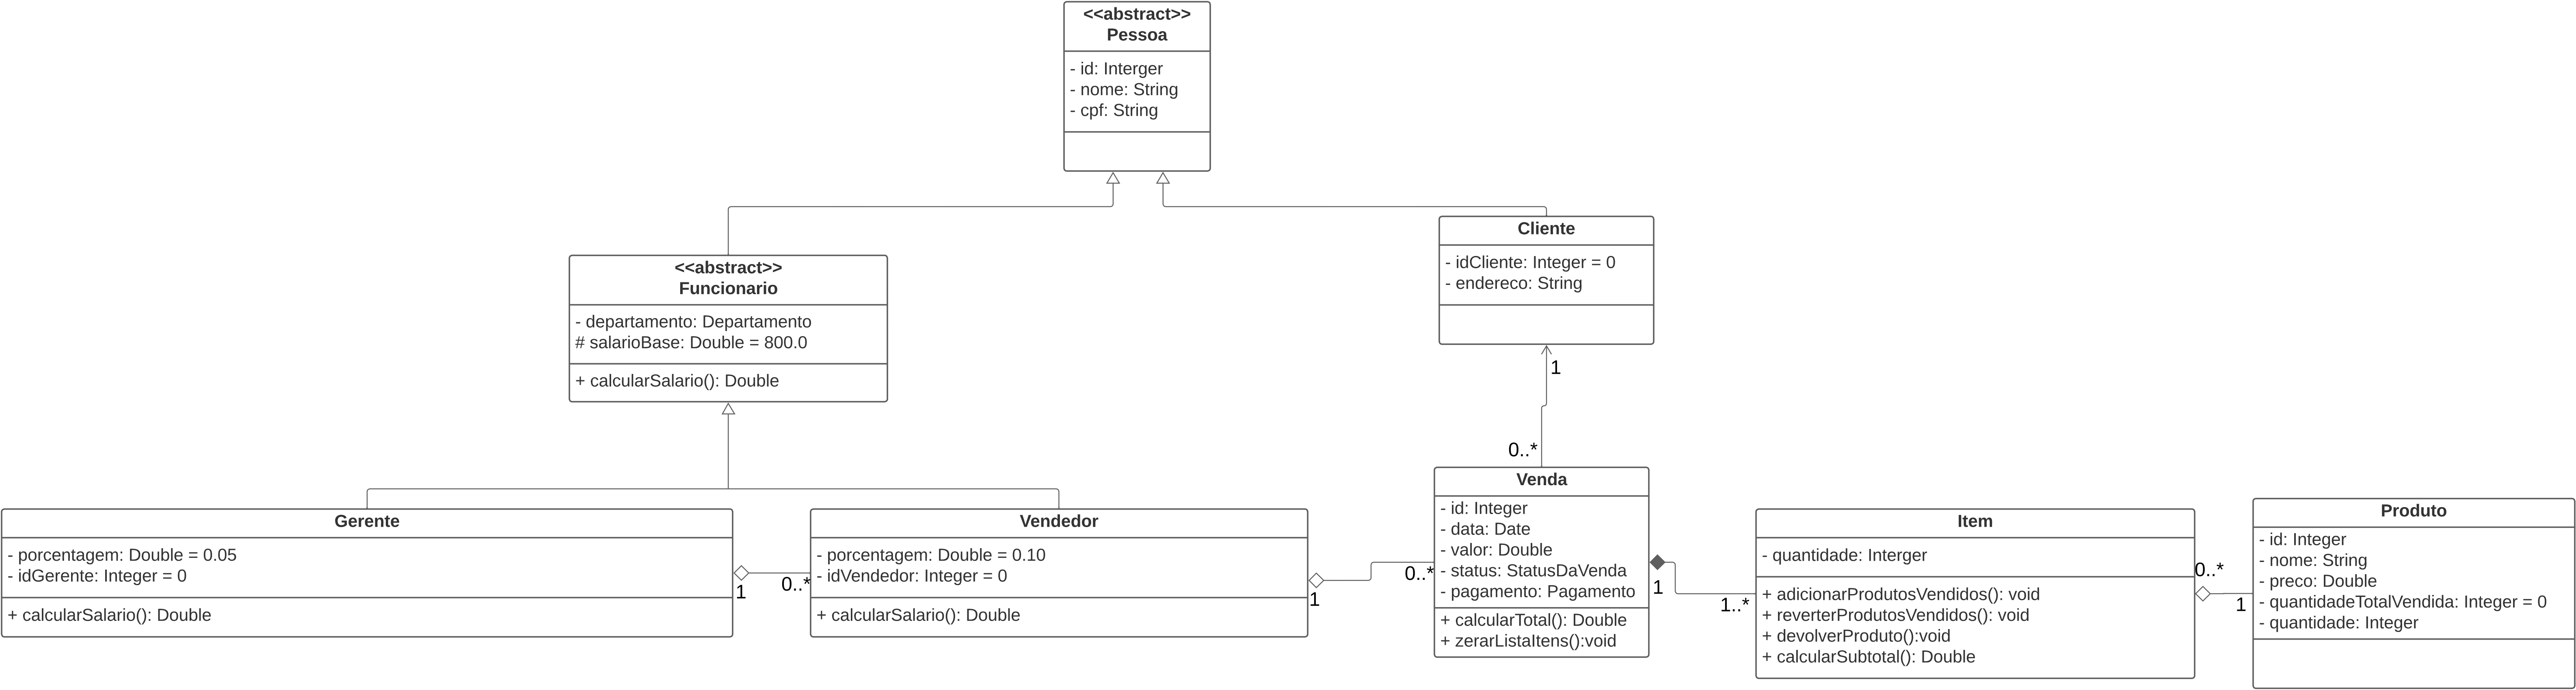 <<abstract>>
Pessoa
- id: Interger
- nome: String
- cpf: String
<<abstract>>
Funcionario
- departamento: Departamento
# salarioBase: Double = 800.0
+ calcularSalario(): Double
Cliente
- idCliente: Integer = 0
- endereco: String
1
0..*
Gerente
- porcentagem: Double = 0.05
- idGerente: Integer = 0
+ calcularSalario(): Double
1
0..*
Vendedor
- porcentagem: Double = 0.10
- idVendedor: Integer = 0
+ calcularSalario(): Double
1
0..*
Venda
- id: Integer
- data: Date
- valor: Double
- status: StatusDaVenda
- pagamento: Pagamento
+ calcularTotal(): Double
+ zerarListaItens():void
1
1..*
Item
- quantidade: Interger
+ adicionarProdutosVendidos(): void
+ reverterProdutosVendidos(): void
+ devolverProduto():void
+ calcularSubtotal(): Double
0..*
1
Produto
- id: Integer
- nome: String
- preco: Double
- quantidadeTotalVendida: Integer = 0
- quantidade: Integer